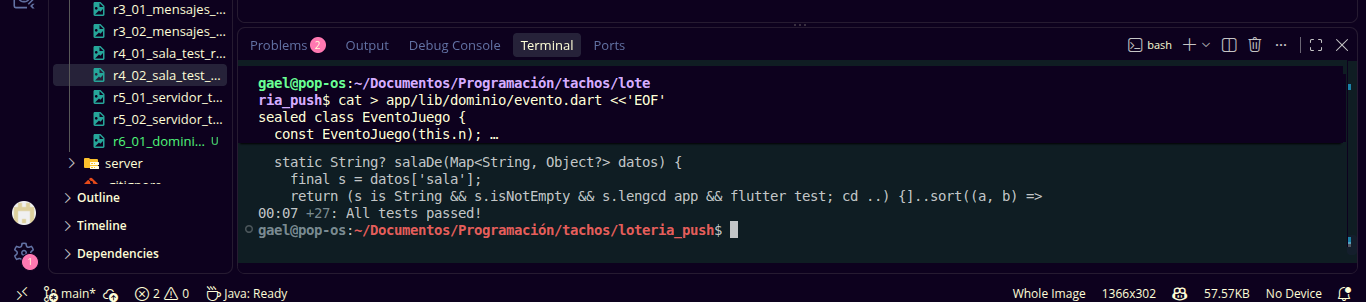 r3_01_mensajes_...
r3_02_mensajes_...
r4_01_sala_test_r...
r4_02_sala_test_...
r5_01_servidor_t...
r5_02_servidor_t...
r6_01_domini... U
server
Outline
Timeline
Dependencies
1
Problems 2 Output Debug Console Terminal Ports
bash
gael@pop-os:~/Documentos/Programación/tachos/lote
ria_push$ cat > app/lib/dominio/evento.dart <<'EOF'
sealed class EventoJuego {
const EventoJuego(this.n); …
static String? salaDe(Map<String, Object?> datos) {
final s = datos['sala'];
return (s is String && s.isNotEmpty && s.lengcd app && flutter test; cd ..) {}..sort((a, b) =>
00:07 +27: All tests passed!
gael@pop-os:~/Documentos/Programación/tachos/loteria_push$
main* 2 0 Java: Ready Whole Image 1366x302 57.57KB No Device